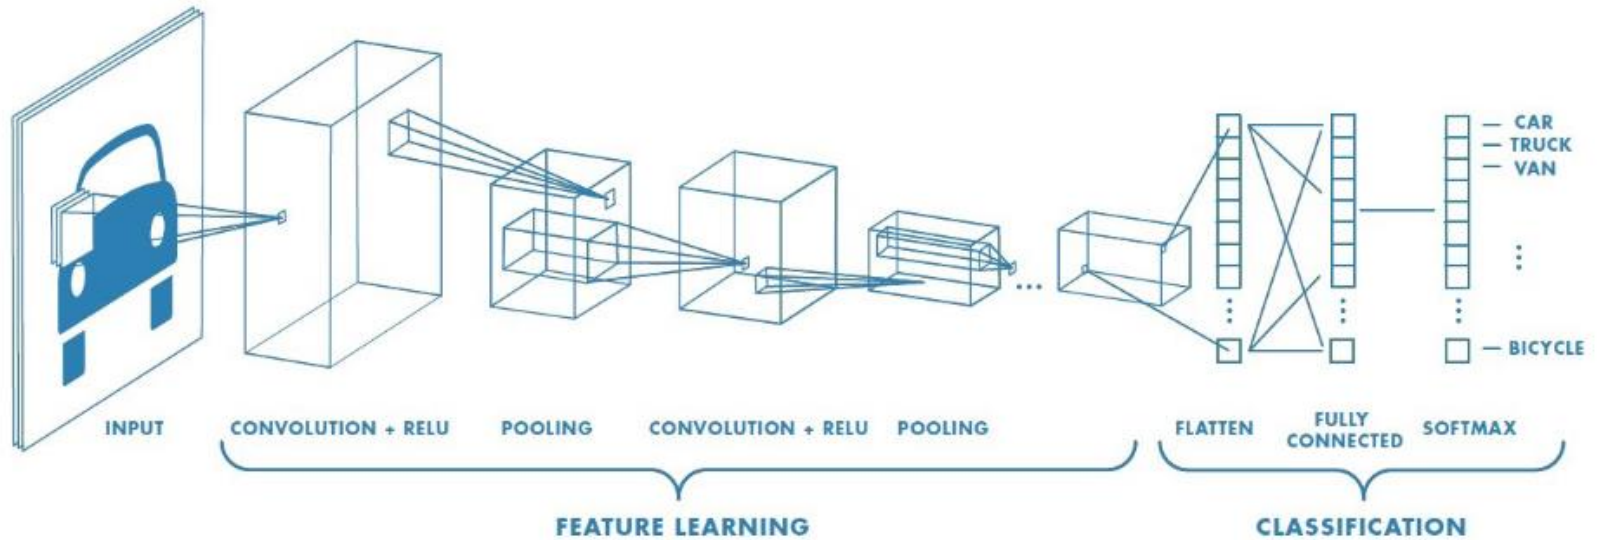 CAR
TRUCK
VAN
...
⋮
⋮
⋮
⋮
BICYCLE
INPUT
CONVOLUTION + RELU
POOLING
CONVOLUTION + RELU
POOLING
FLATTEN
FULLY
CONNECTED
SOFTMAX
FEATURE LEARNING
CLASSIFICATION